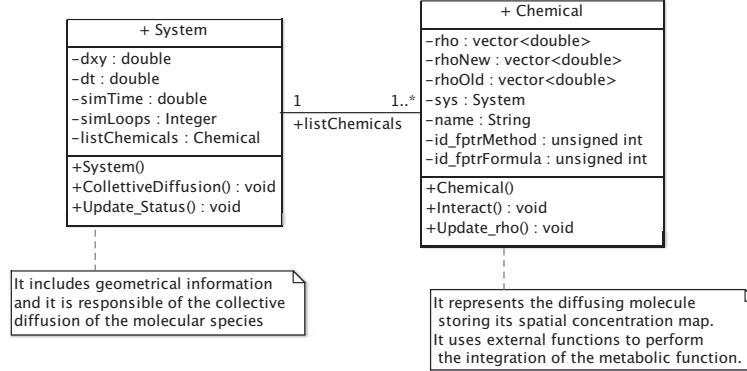 + System
-dxy : double
-dt : double
-simTime : double
-simLoops : Integer
-listChemicals : Chemical
+System()
+CollettiveDiffusion() : void
+Update_Status() : void
1
1..*
+listChemicals
+ Chemical
-rho : vector<double>
-rhoNew : vector<double>
-rhoOld : vector<double>
-sys : System
-name : String
-id_fptrMethod : unsigned int
-id_fptrFormula : unsigned int
+Chemical()
+Interact() : void
+Update_rho() : void
It includes geometrical information
and it is responsible of the collective
diffusion of the molecular species
It represents the diffusing molecule
storing its spatial concentration map.
It uses external functions to perform
the integration of the metabolic function.